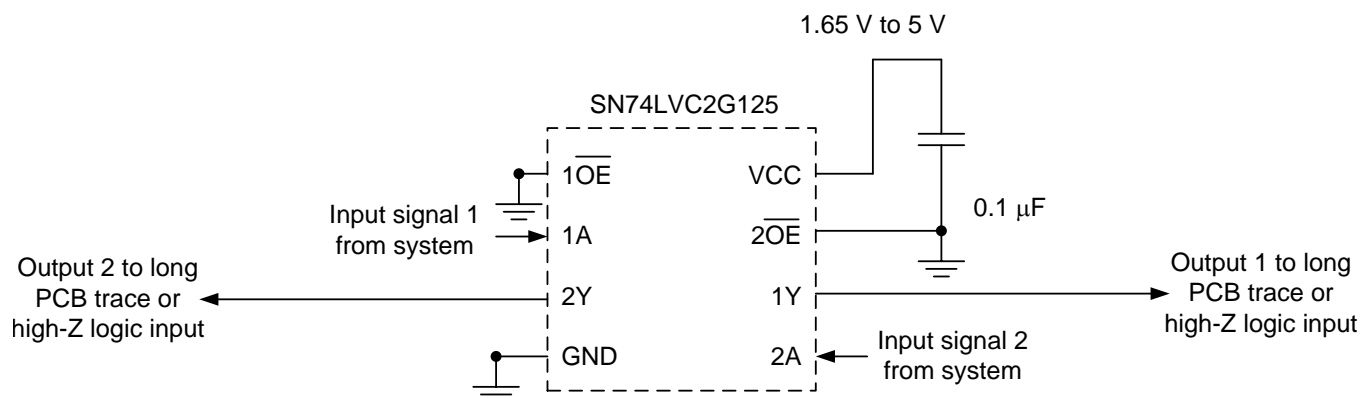 1.65 V to 5 V
SN74LVC2G125
1O̅E̅
VCC
Input signal 1
from system
0.1 μF
1A
2O̅E̅
Output 2 to long
PCB trace or
high-Z logic input
2Y
1Y
Output 1 to long
PCB trace or
high-Z logic input
GND
2A
Input signal 2
from system